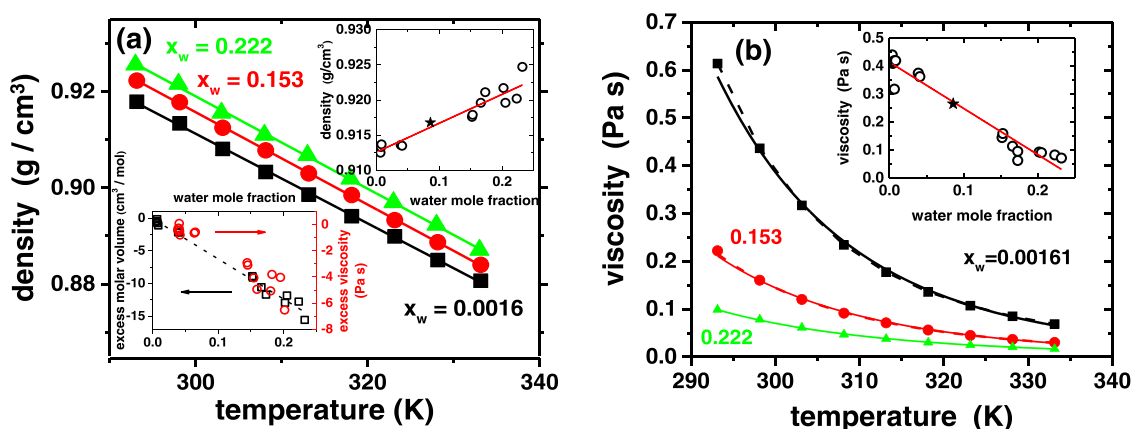 (a)
x_w = 0.222
x_w = 0.153
x_w = 0.0016
density (g / cm³)
0.92
0.90
0.88
300
320
340
temperature (K)
density (g/cm³)
0.930
0.925
0.920
0.915
0.910
0.0
0.1
0.2
water mole fraction
water mole fraction
excess molar volume (cm³ / mol)
0
-5
-10
-15
0.0
0.1
0.2
0
-2
-4
-6
-8
excess viscosity
(Pa s)
(b)
viscosity (Pa s)
0.7
0.6
0.5
0.4
0.3
0.2
0.1
0.0
290
300
310
320
330
340
temperature (K)
0.153
0.222
x_w=0.00161
viscosity (Pa s)
0.5
0.4
0.3
0.2
0.1
0.0
0.0
0.1
0.2
water mole fraction